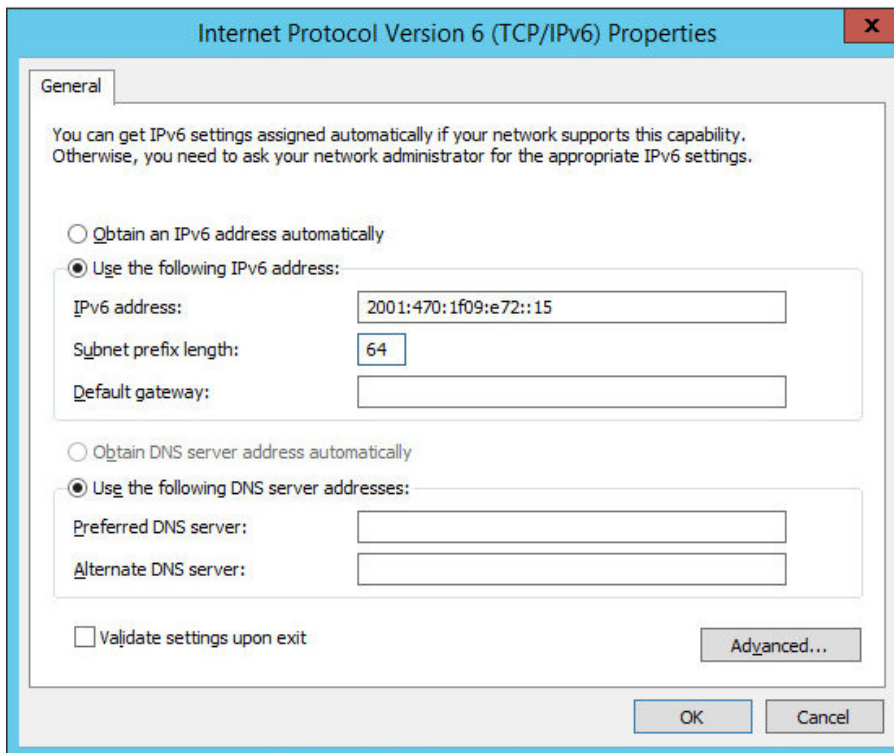 Internet Protocol Version 6 (TCP/IPv6) Properties
x
General
You can get IPv6 settings assigned automatically if your network supports this capability.
Otherwise, you need to ask your network administrator for the appropriate IPv6 settings.
Obtain an IPv6 address automatically
Use the following IPv6 address:
IPv6 address: 2001:470:1f09:e72::15
Subnet prefix length: 64
Default gateway:
Obtain DNS server address automatically
Use the following DNS server addresses:
Preferred DNS server:
Alternate DNS server:
Validate settings upon exit
Advanced...
OK Cancel